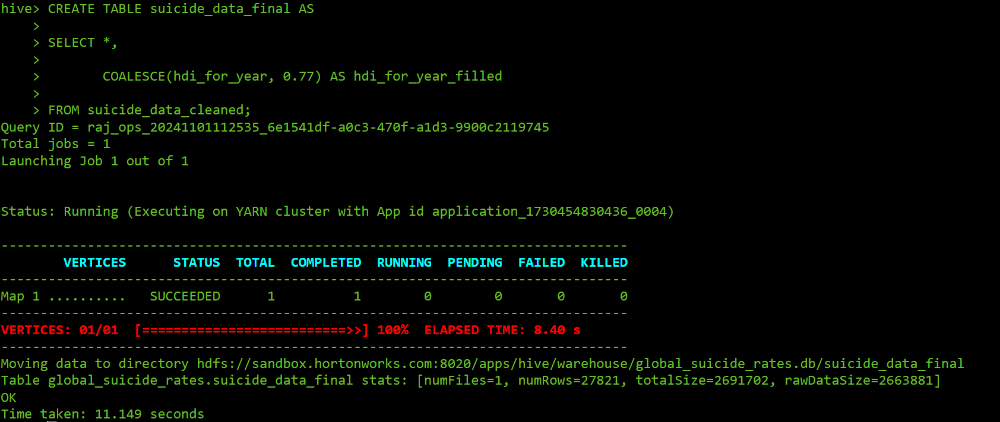 hive> CREATE TABLE suicide_data_final AS
    >
    > SELECT *,
    >
    >        COALESCE(hdi_for_year, 0.77) AS hdi_for_year_filled
    >
    > FROM suicide_data_cleaned;
Query ID = raj_ops_20241101112535_6e1541df-a0c3-470f-a1d3-9900c2119745
Total jobs = 1
Launching Job 1 out of 1
Status: Running (Executing on YARN cluster with App id application_1730454830436_0004)
--------------------------------------------------------------------------------
        VERTICES      STATUS  TOTAL  COMPLETED  RUNNING  PENDING  FAILED  KILLED
--------------------------------------------------------------------------------
Map 1 ..........   SUCCEEDED      1          1        0        0       0       0
--------------------------------------------------------------------------------
VERTICES: 01/01  [==========================>>] 100%  ELAPSED TIME: 8.40 s
--------------------------------------------------------------------------------
Moving data to directory hdfs://sandbox.hortonworks.com:8020/apps/hive/warehouse/global_suicide_rates.db/suicide_data_final
Table global_suicide_rates.suicide_data_final stats: [numFiles=1, numRows=27821, totalSize=2691702, rawDataSize=2663881]
OK
Time taken: 11.149 seconds